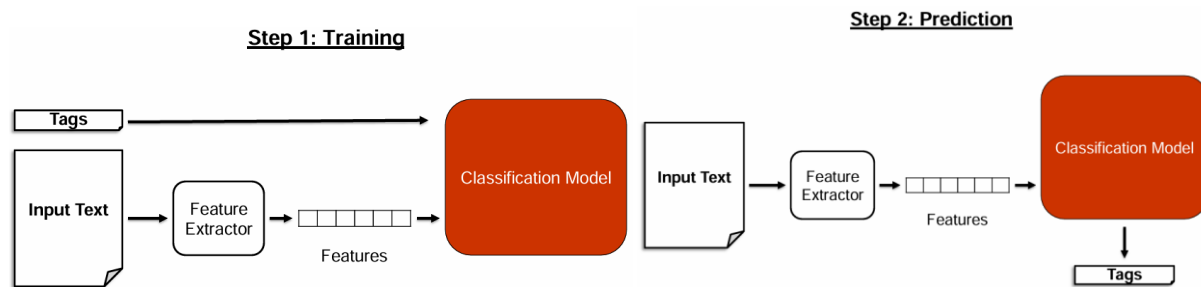 Step 1: Training
Tags
Input Text
Feature
Extractor
Features
Classification Model
Step 2: Prediction
Input Text
Feature
Extractor
Features
Classification Model
Tags